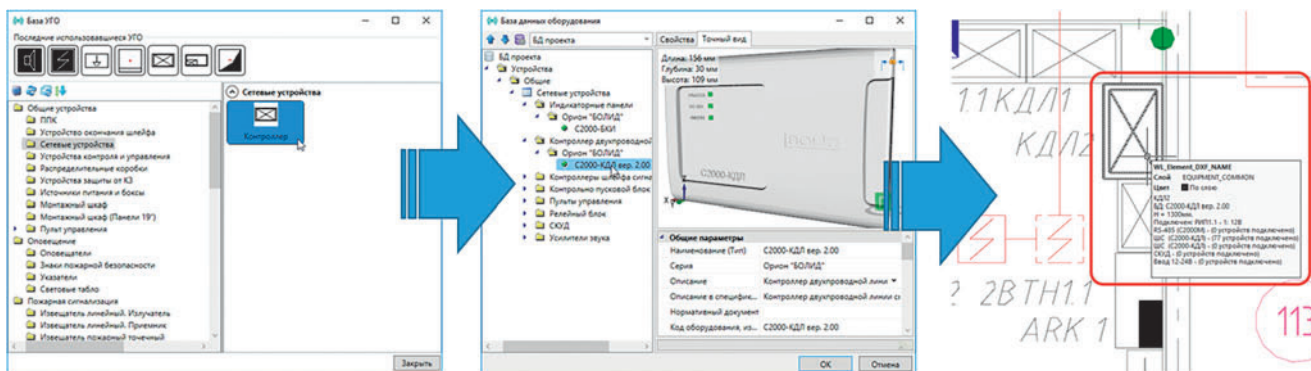 База УГО
Последние использовавшиеся УГО
Общие устройства
ППК
Устройство окончания шлейфа
Сетевые устройства
Устройства контроля и управления
Распределительные коробки
Устройства защиты от КЗ
Источники питания и боксы
Монтажный шкаф
Монтажный шкаф (Панели 19")
Пульт управления
Оповещение
Оповещатели
Знаки пожарной безопасности
Указатели
Световые табло
Пожарная сигнализация
Извещатель линейный. Излучатель
Извещатель линейный. Приемник
Извещатель пожарный точечный
Сетевые устройства
Контроллер
Закрыть
База данных оборудования
БД проекта
БД проекта
Устройства
Общие
Сетевые устройства
Индикаторные панели
Орион "БОЛИД"
С2000-БКИ
Контроллер двухпроводной
Орион "БОЛИД"
С2000-КДЛ вер. 2.00
Контроллеры шлейфа сигна
Контрольно пусковой блок
Пульты управления
Релейный блок
СКУД
Усилители звука
Свойства Точный вид
Длина: 156 мм
Глубина: 30 мм
Высота: 109 мм
С2000-КДЛ
X
Общие параметры
Наименование (Тип) С2000-КДЛ вер. 2.00
Серия Орион "БОЛИД"
Описание Контроллер двухпроводной лини
Описание в специфик... Контроллер двухпроводной линии с
Нормативный документ
Код оборудования, из... С2000-КДЛ вер. 2.00
ОК Отмена
1.1КДЛ1
КДЛ2
WL_Element_DXF_NAME
Слой EQUIPMENT_COMMON
Цвет По слою
КДЛ2
БД: С2000-КДЛ вер. 2.00
H = 1300мм.
Подключен: РИП1.1 - 1: 12В
RS-485 (С2000М) - (0 устройств подключено)
ШС (С2000-КДЛ) - (77 устройств подключено)
ШС (С2000-КДЛ) - (0 устройств подключено)
СКУД - (0 устройств подключено)
Ввод 12-24В - (0 устройств подключено)
2 2BTH1.1
ARK 1
113